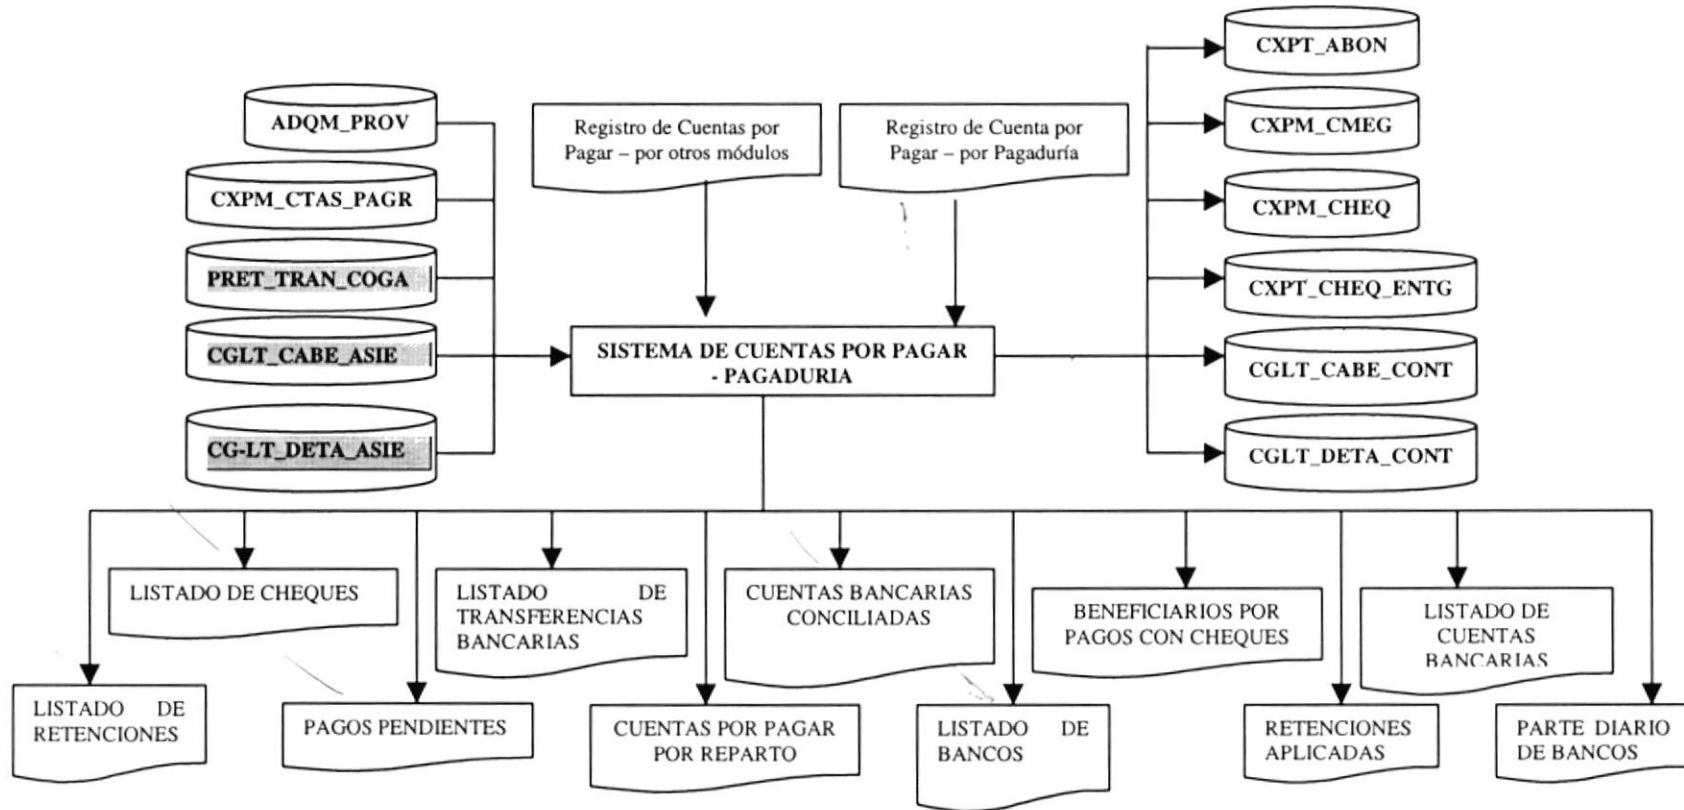 CXPT_ABON
ADQM_PROV
Registro de Cuentas por
Pagar – por otros módulos
Registro de Cuenta por
Pagar – por Pagaduría
CXPM_CMEG
CXPM_CTAS_PAGR
CXPM_CHEQ
PRET_TRAN_COGA
CXPT_CHEQ_ENTG
CGLT_CABE_ASIE
SISTEMA DE CUENTAS POR PAGAR
- PAGADURIA
CGLT_CABE_CONT
CG-LT_DETA_ASIE
CGLT_DETA_CONT
LISTADO DE CHEQUES
LISTADO DE
TRANSFERENCIAS
BANCARIAS
CUENTAS BANCARIAS
CONCILIADAS
BENEFICIARIOS POR
PAGOS CON CHEQUES
LISTADO DE
CUENTAS
BANCARIAS
LISTADO DE
RETENCIONES
PAGOS PENDIENTES
CUENTAS POR PAGAR
POR REPARTO
LISTADO DE
BANCOS
RETENCIONES
APLICADAS
PARTE DIARIO
DE BANCOS